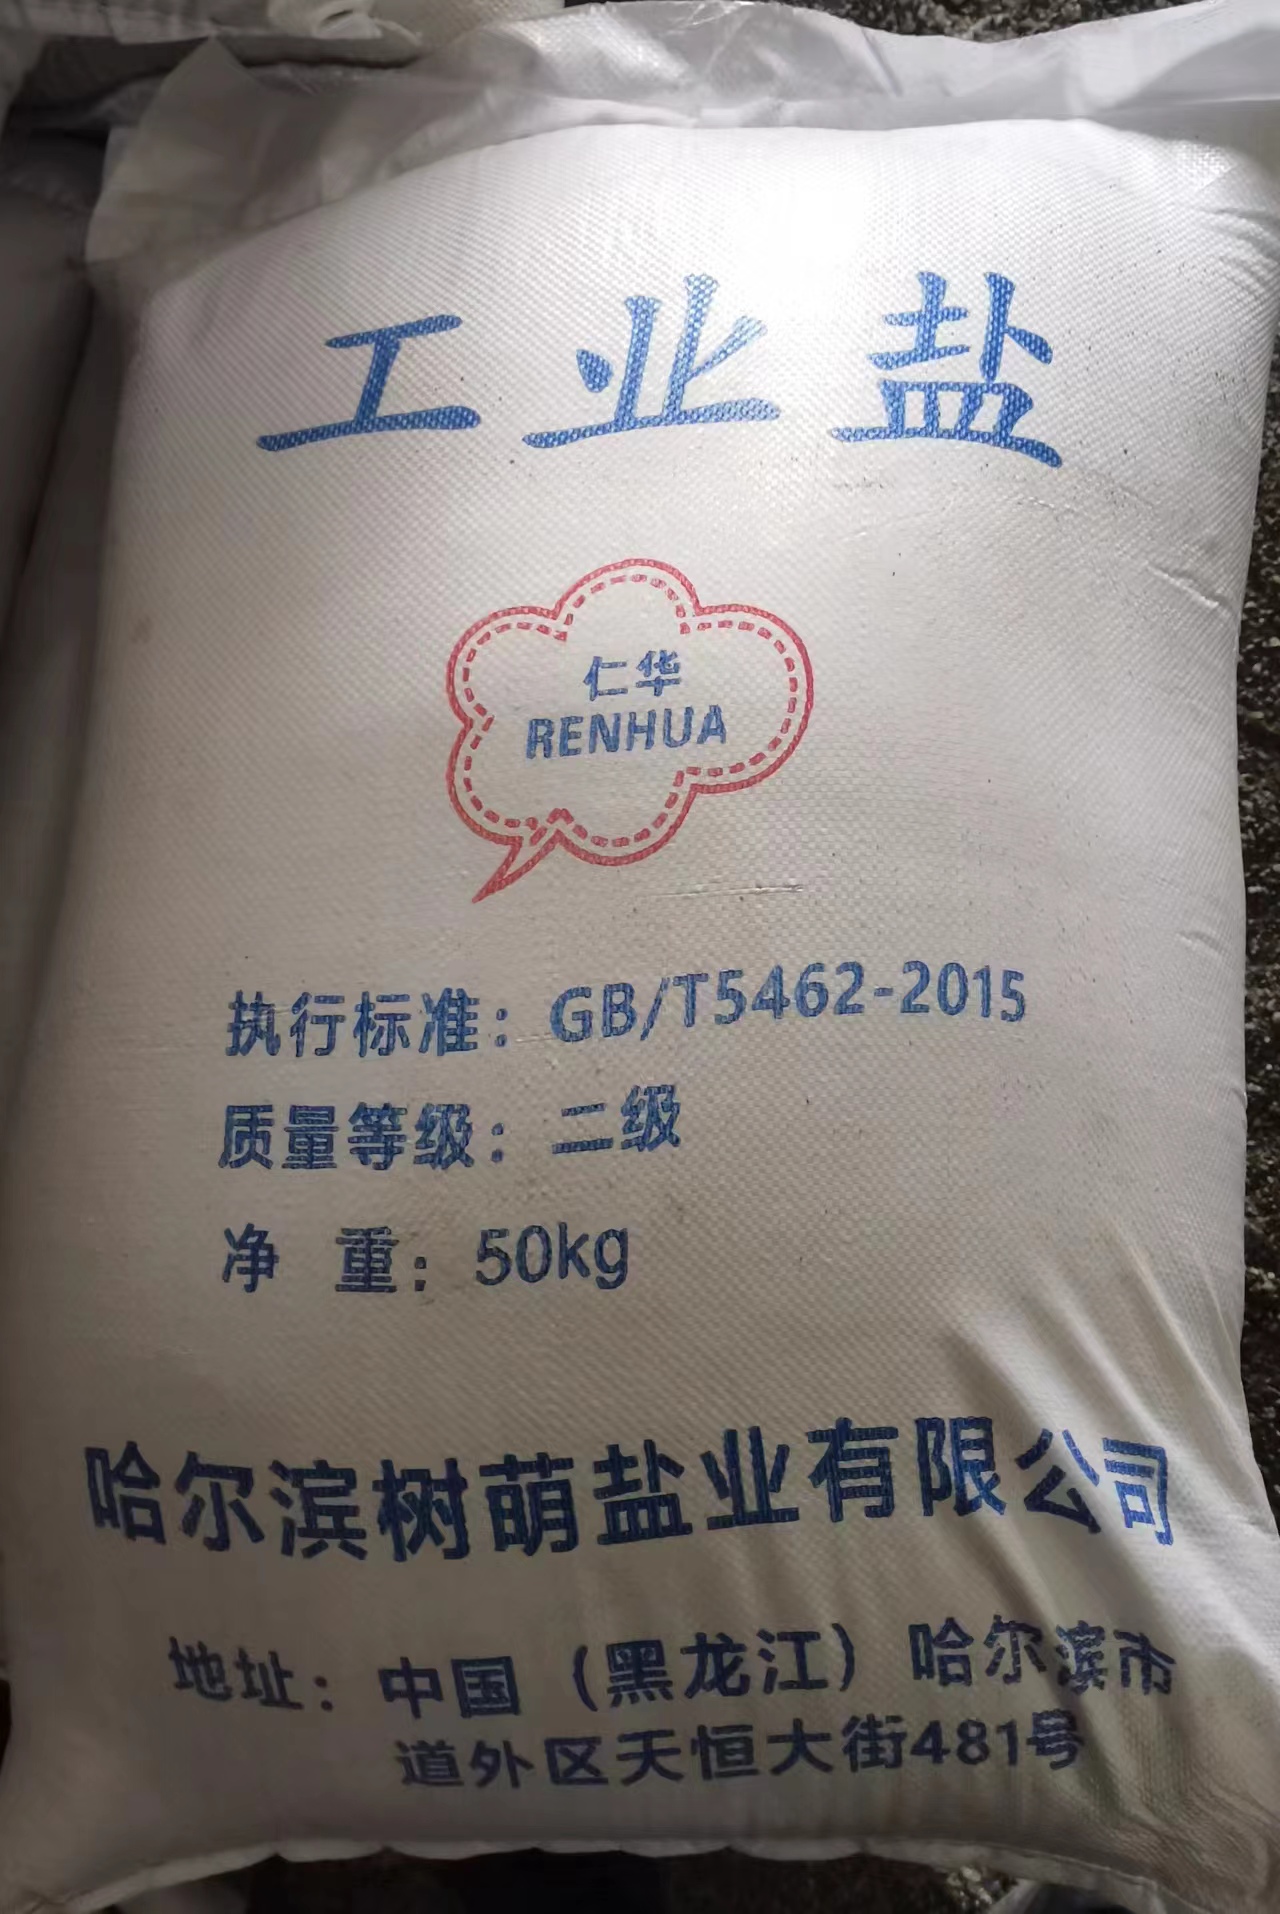 工业盐
仁华
RENHUA
执行标准：GB/T5462-2015
质量等级：二级
净 重：50kg
哈尔滨树萌盐业有限公司
地址：中国（黑龙江）哈尔滨市
道外区天恒大街481号